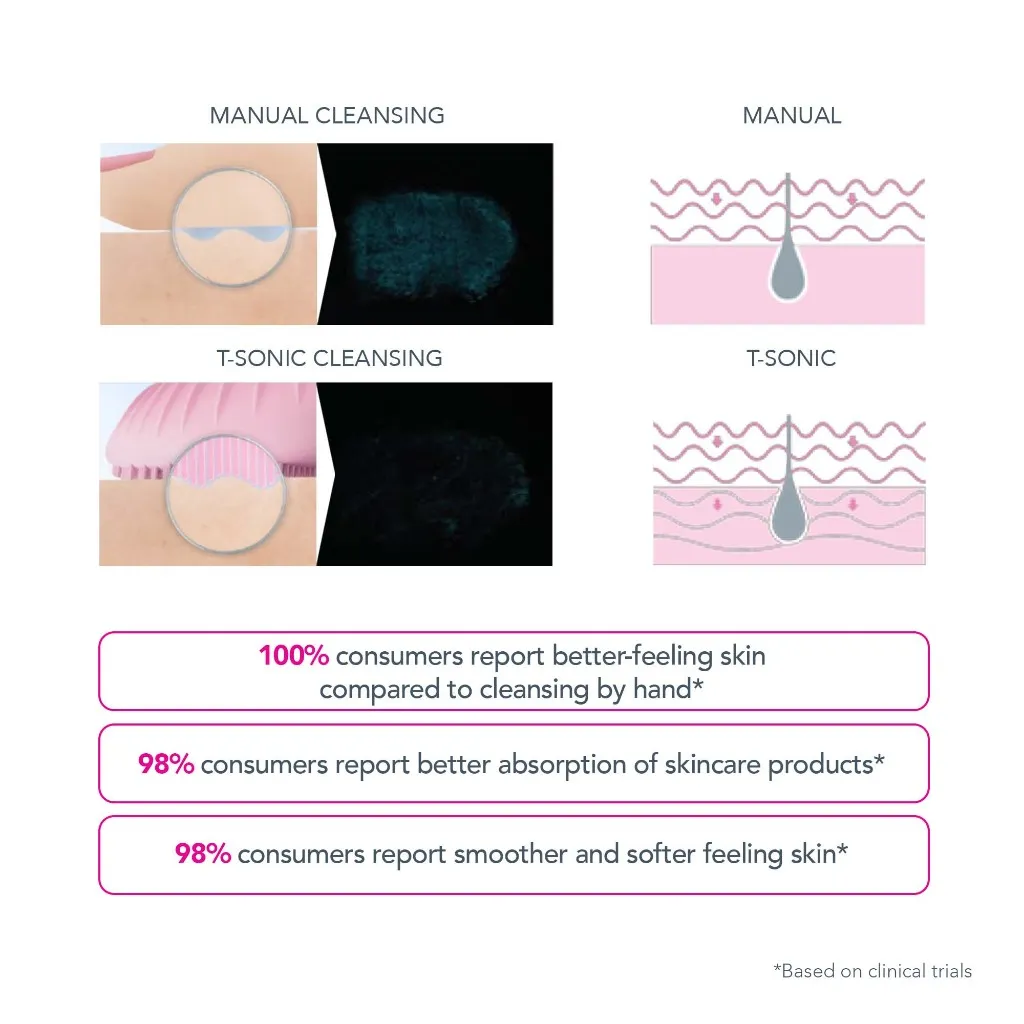 MANUAL CLEANSING
MANUAL
T-SONIC CLEANSING
T-SONIC
100% consumers report better-feeling skin
compared to cleansing by hand*
98% consumers report better absorption of skincare products*
98% consumers report smoother and softer feeling skin*
*Based on clinical trials